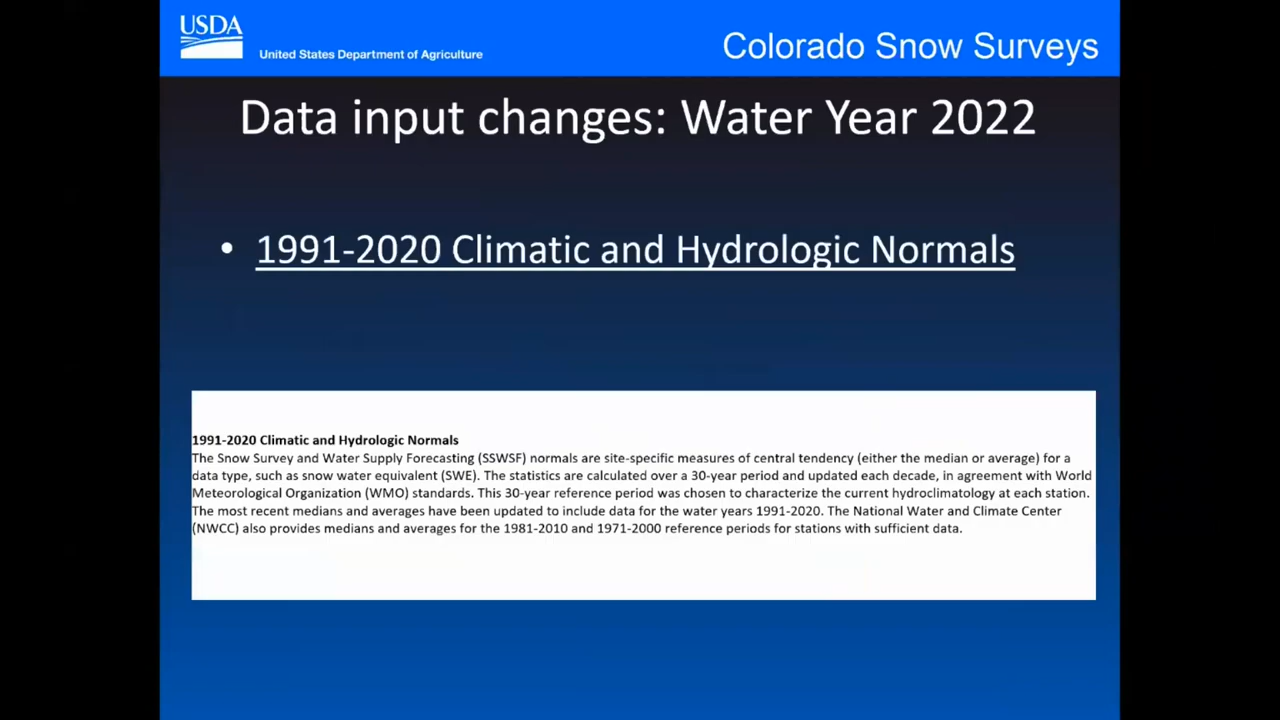 USDA
United States Department of Agriculture
Colorado Snow Surveys
Data input changes: Water Year 2022
• 1991-2020 Climatic and Hydrologic Normals
1991-2020 Climatic and Hydrologic Normals
The Snow Survey and Water Supply Forecasting (SSWSF) normals are site-specific measures of central tendency (either the median or average) for a
data type, such as snow water equivalent (SWE). The statistics are calculated over a 30-year period and updated each decade, in agreement with World
Meteorological Organization (WMO) standards. This 30-year reference period was chosen to characterize the current hydroclimatology at each station.
The most recent medians and averages have been updated to include data for the water years 1991-2020. The National Water and Climate Center
(NWCC) also provides medians and averages for the 1981-2010 and 1971-2000 reference periods for stations with sufficient data.